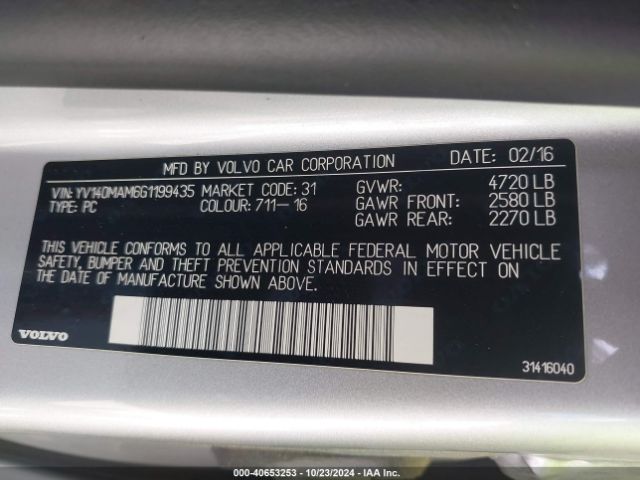 MFD BY VOLVO CAR CORPORATION DATE: 02/16
VIN: YV140MAM6G1199435 MARKET CODE: 31 GVWR: 4720 LB
TYPE: PC COLOUR: 711-16 GAWR FRONT: 2580 LB
GAWR REAR: 2270 LB
THIS VEHICLE CONFORMS TO ALL APPLICABLE FEDERAL MOTOR VEHICLE
SAFETY, BUMPER AND THEFT PREVENTION STANDARDS IN EFFECT ON
THE DATE OF MANUFACTURE SHOWN ABOVE.
VOLVO
31416040
000-40653253 - 10/23/2024 - IAAI.com